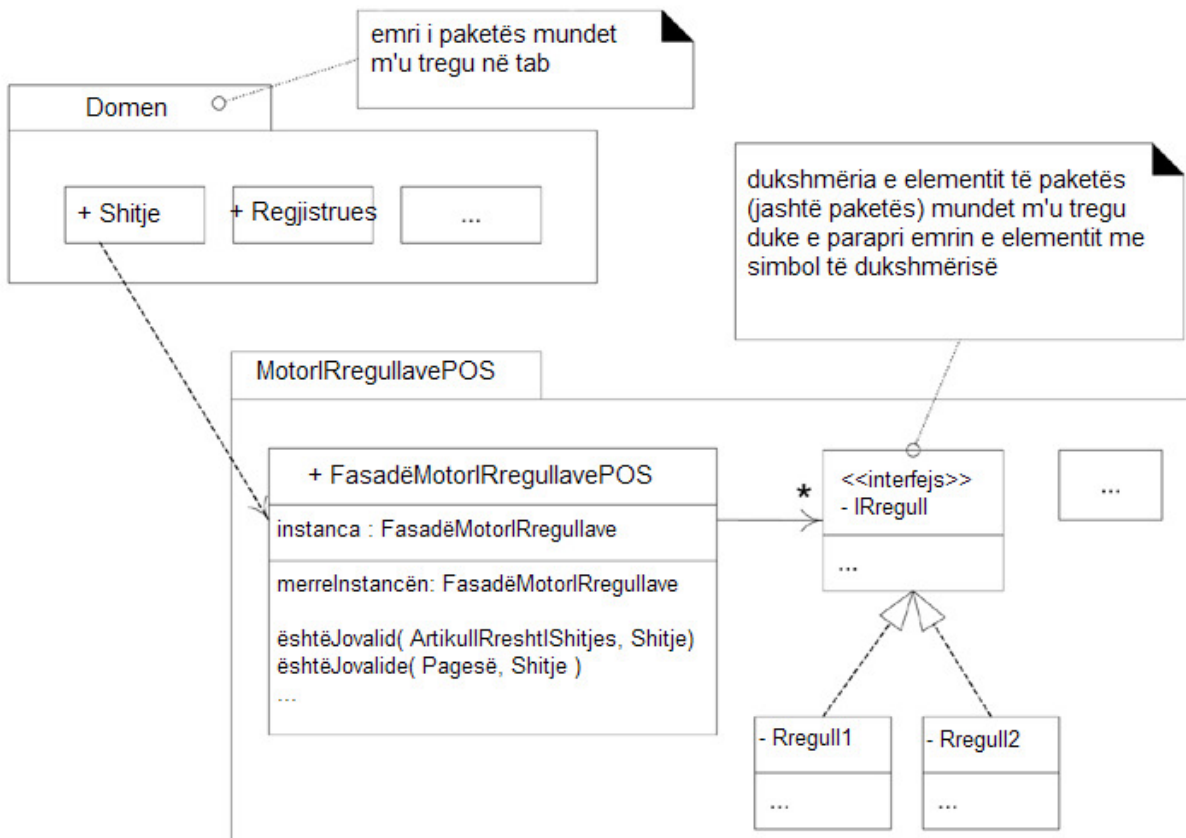 emri i paketës mundet
m'u tregu në tab
Domen
+ Shitje
+ Regjistrues
...
dukshmëria e elementit të paketës
(jashtë paketës) mundet m'u tregu
duke e parapri emrin e elementit me
simbol të dukshmërisë
MotorIRregullavePOS
+ FasadëMotorIRregullavePOS
instanca : FasadëMotorIRregullave
merreInstancën: FasadëMotorIRregullave
ështëJovalid( ArtikullRreshtIShitjes, Shitje)
ështëJovalide( Pagesë, Shitje )
...
*
<<interfejs>>
- IRregull
...
...
- Rregull1
...
- Rregull2
...